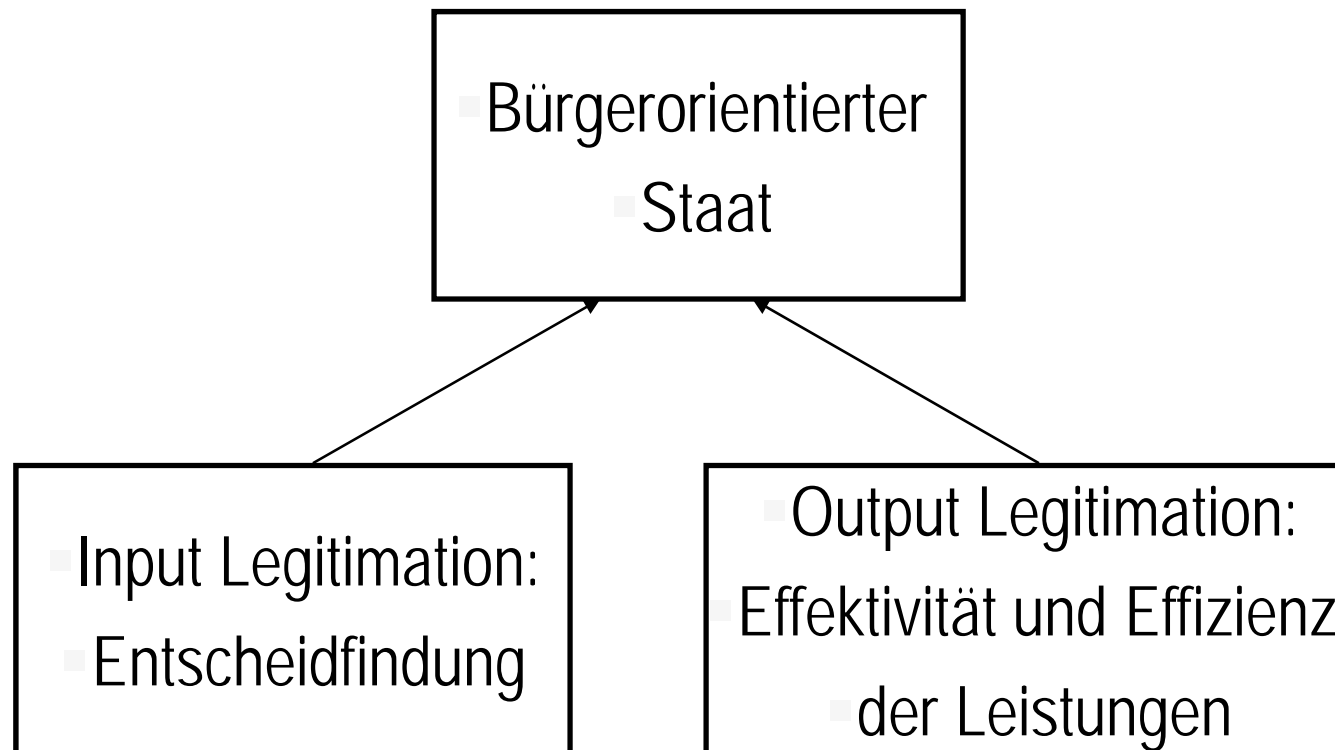 Bürgerorientierter
Staat
Input Legitimation:
Entscheidfindung
Output Legitimation:
Effektivität und Effizienz
der Leistungen